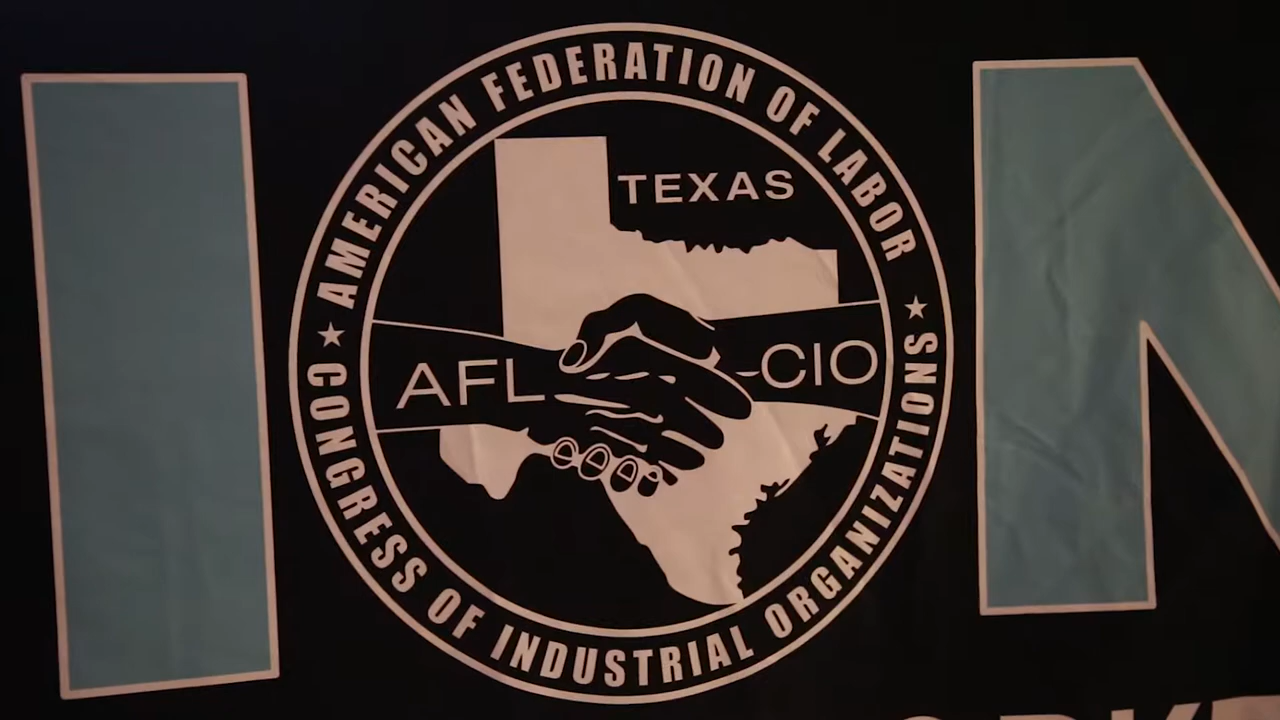 I
N
AMERICAN FEDERATION OF LABOR
TEXAS
AFL-CIO
★ CONGRESS OF INDUSTRIAL ORGANIZATIONS ★